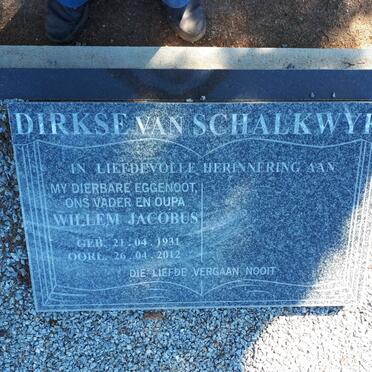 DIRKSE VAN SCHALKWYK
IN LIEFDEVOLLE HERINNERING AAN
MY DIERBARE EGGENOOT,
ONS VADER EN OUPA
WILLEM JACOBUS
GEB. 21-04-1931
OORL. 26-04-2012
DIE LIEFDE VERGAAN NOOIT